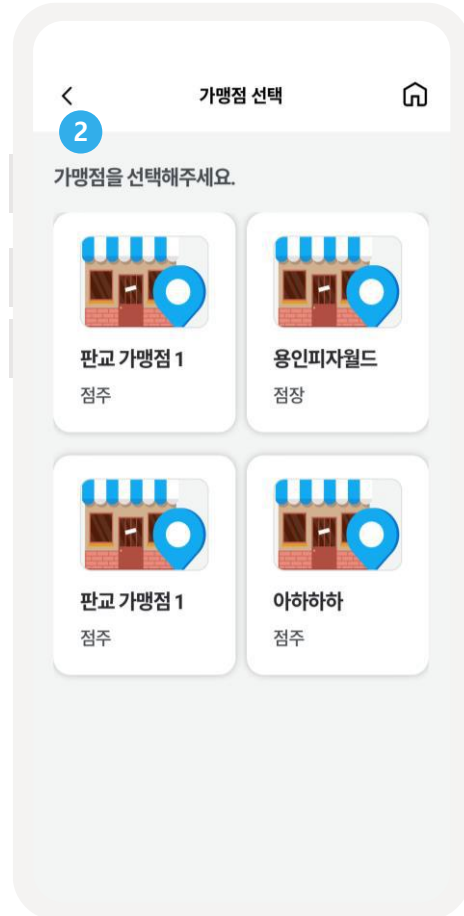 가맹점 선택
2
가맹점을 선택해주세요.
판교 가맹점 1
점주
용인피자월드
점장
판교 가맹점 1
점주
아하하하
점주